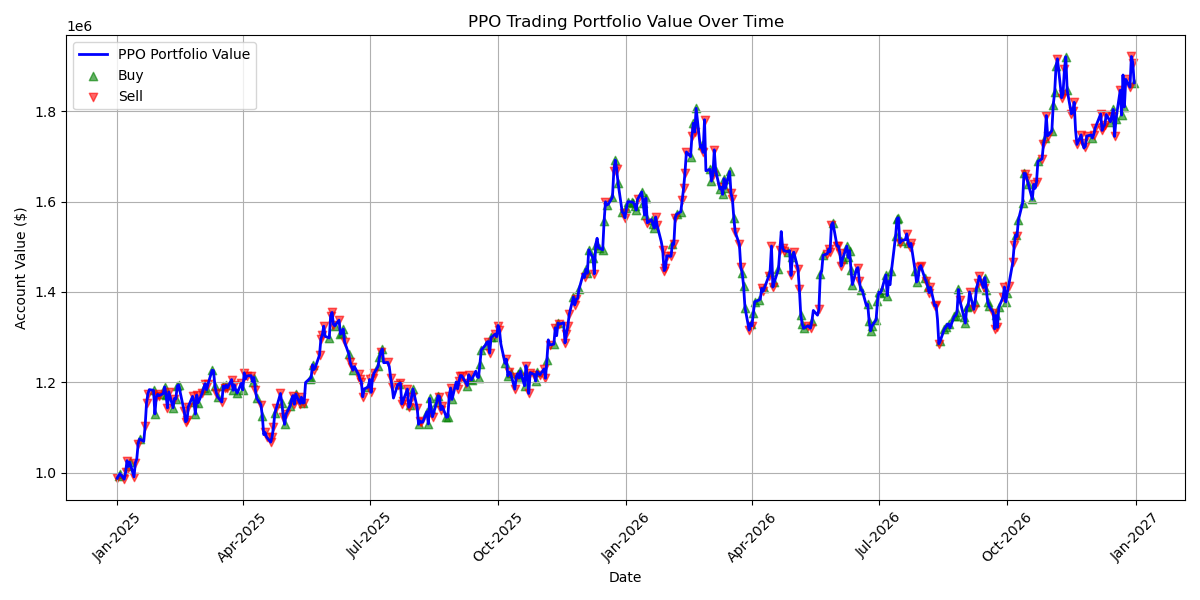 PPO Trading Portfolio Value Over Time
1e6
PPO Portfolio Value
Buy
Sell
Account Value ($)
1.8
1.6
1.4
1.2
1.0
Jan-2025
Apr-2025
Jul-2025
Oct-2025
Jan-2026
Apr-2026
Jul-2026
Oct-2026
Jan-2027
Date